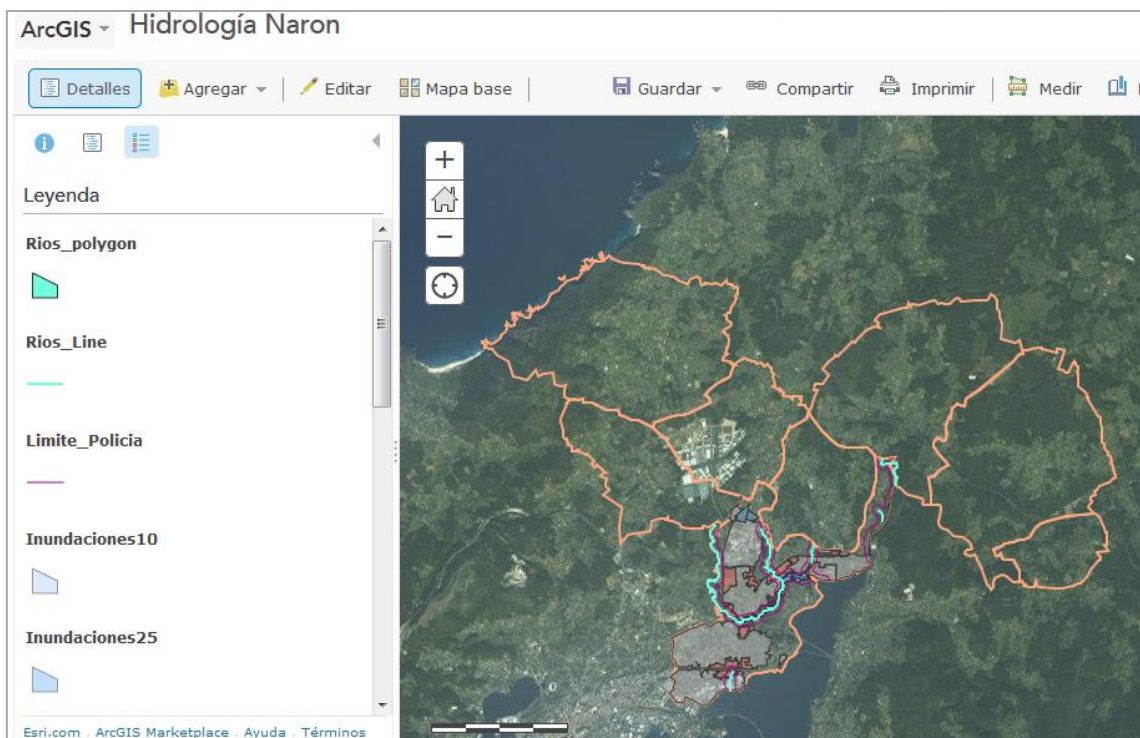 ArcGIS Hidrología Naron
Detalles Agregar Editar Mapa base Guardar Compartir Imprimir Medir
Leyenda
Rios_polygon
Rios_Line
Limite_Policia
Inundaciones10
Inundaciones25
Esri.com . ArcGIS Marketplace . Ayuda . Términos